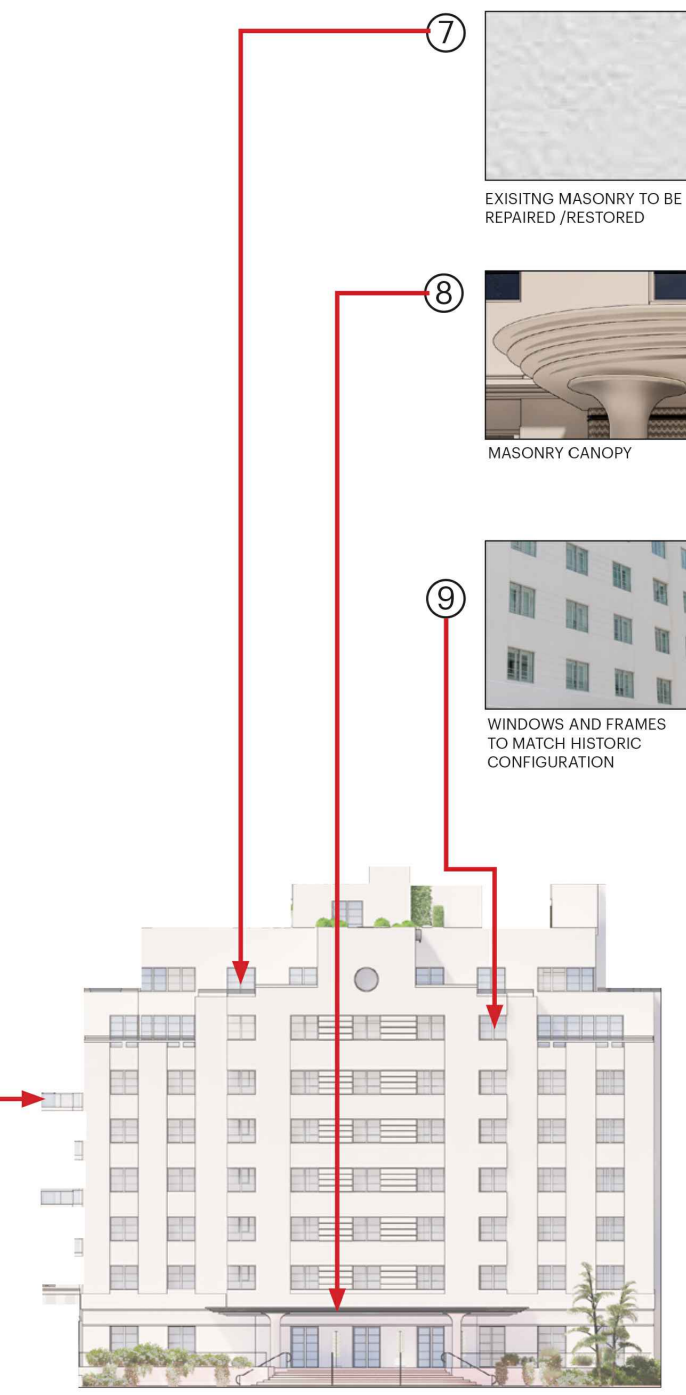 7
EXISITNG MASONRY TO BE
REPAIRED /RESTORED
8
MASONRY CANOPY
9
WINDOWS AND FRAMES
TO MATCH HISTORIC
CONFIGURATION